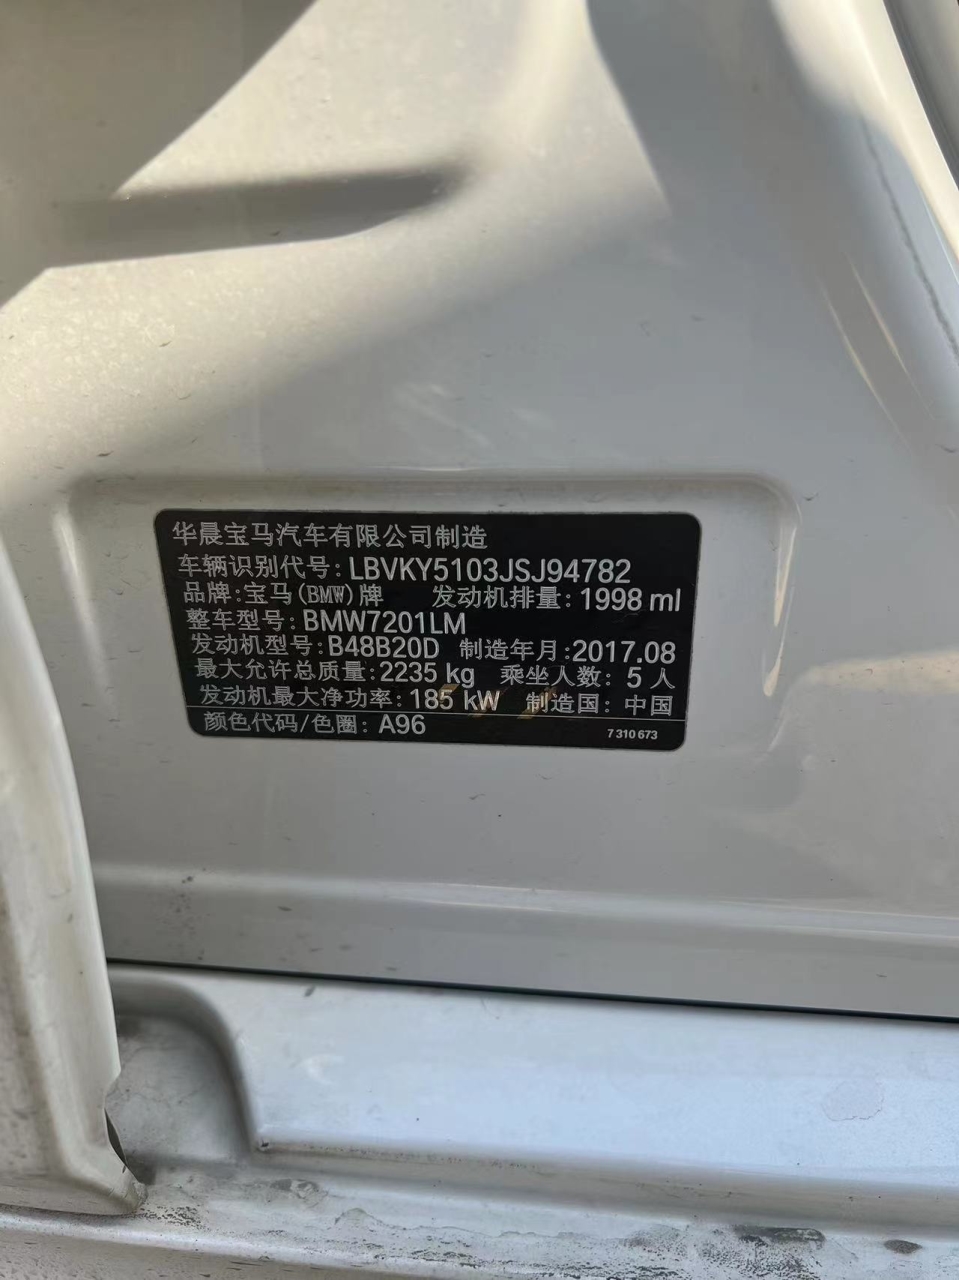 华晨宝马汽车有限公司制造
车辆识别代号: LBVKY5103JSJ94782
品牌: 宝马(BMW)牌 发动机排量: 1998 ml
整车型号: BMW7201LM
发动机型号: B48B20D 制造年月: 2017.08
最大允许总质量: 2235 kg 乘坐人数: 5 人
发动机最大净功率: 185 kW 制造国: 中国
颜色代码/色圈: A96 7 310 673